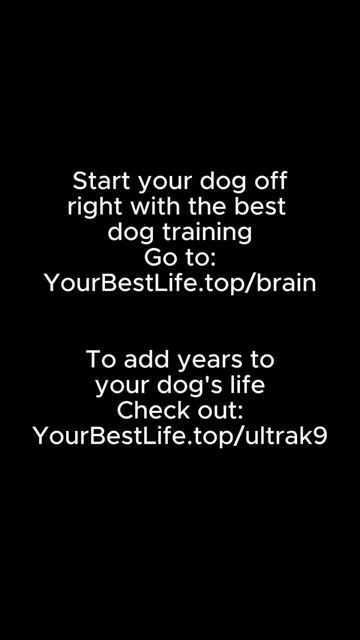 Start your dog off
right with the best
dog training
Go to:
YourBestLife.top/brain
To add years to
your dog's life
Check out:
YourBestLife.top/ultrak9